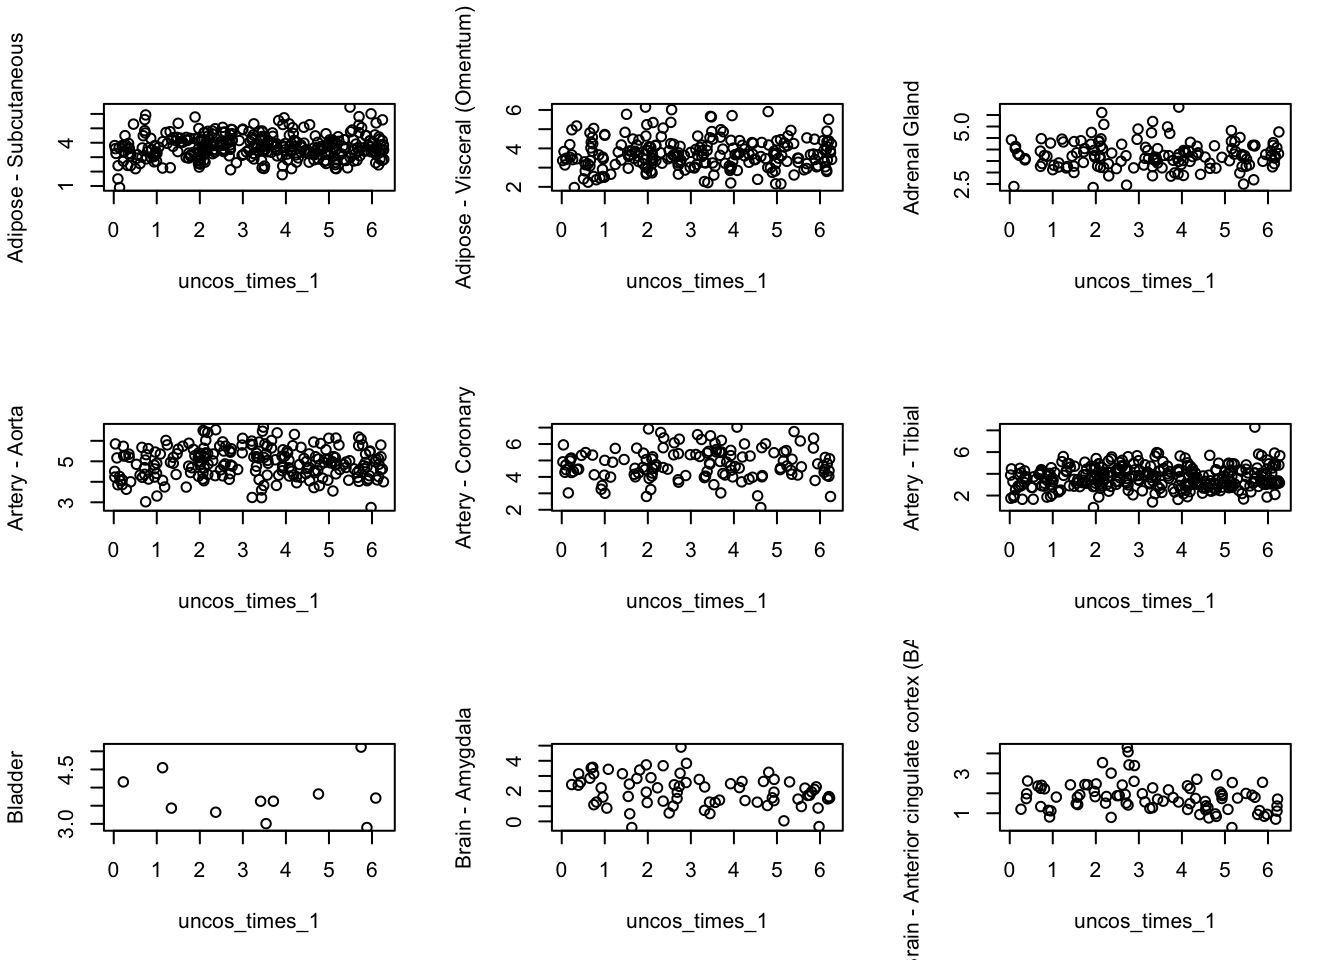 Adipose - Subcutaneous
1 4
0 1 2 3 4 5 6
uncos_times_1
Adipose - Visceral (Omentum)
2 4 6
0 1 2 3 4 5 6
uncos_times_1
Adrenal Gland
2.5 5.0
0 1 2 3 4 5 6
uncos_times_1
Artery - Aorta
3 5
0 1 2 3 4 5 6
uncos_times_1
Artery - Coronary
2 4 6
0 1 2 3 4 5 6
uncos_times_1
Artery - Tibial
2 6
0 1 2 3 4 5 6
uncos_times_1
Bladder
3.0 4.5
0 1 2 3 4 5 6
uncos_times_1
Brain - Amygdala
0 2 4
0 1 2 3 4 5 6
uncos_times_1
rain - Anterior cingulate cortex (BA
1 3
0 1 2 3 4 5 6
uncos_times_1